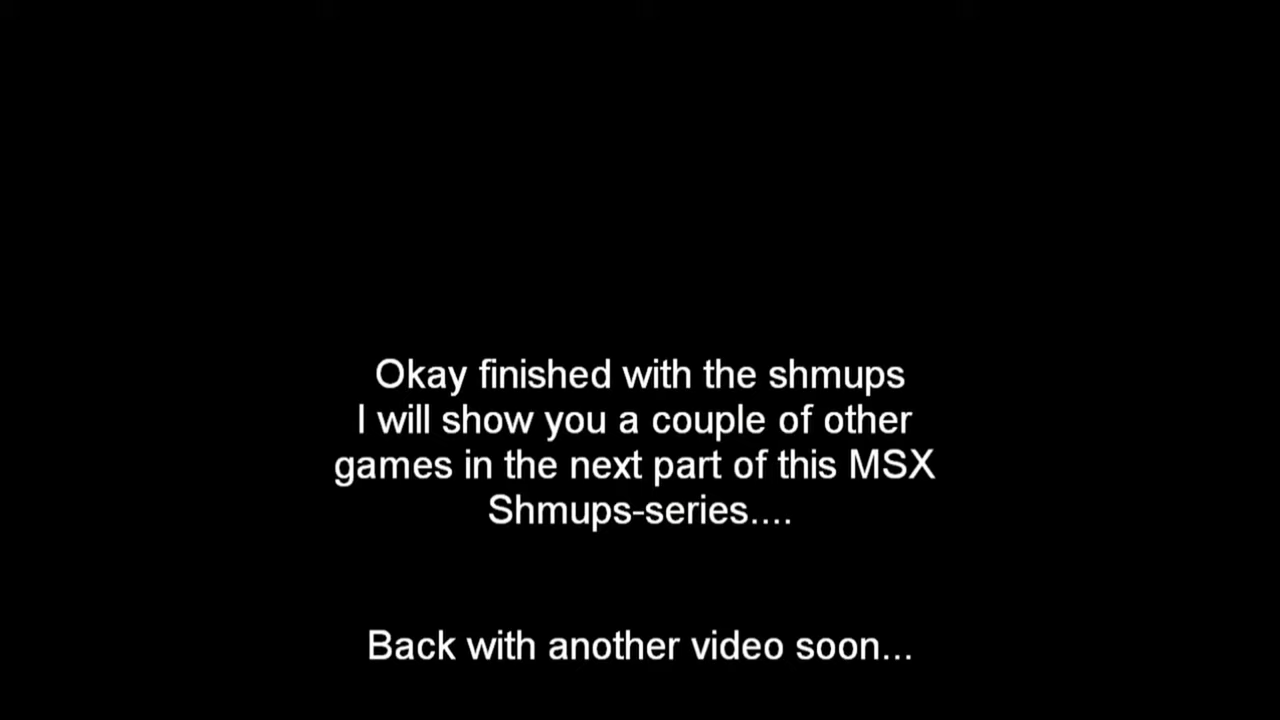 Okay finished with the shmups
I will show you a couple of other
games in the next part of this MSX
Shmups-series....
Back with another video soon...